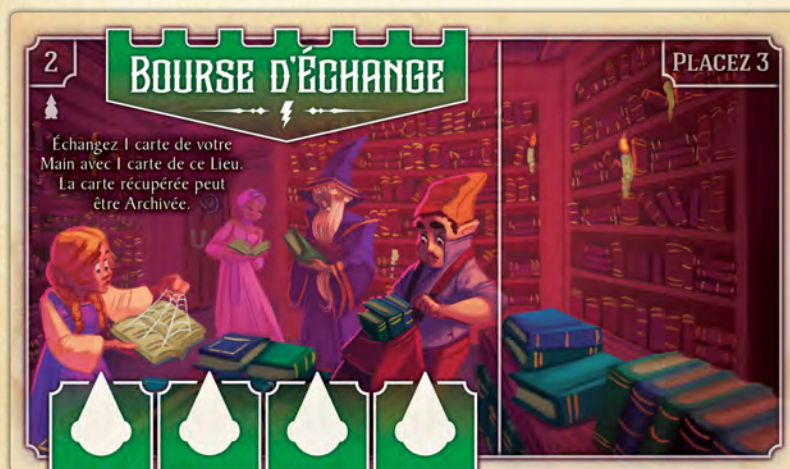 2
BOURSE D'ÉCHANGE
PLACEZ 3
Échangez 1 carte de votre
Main avec 1 carte de ce Lieu.
La carte récupérée peut
être Archivée.